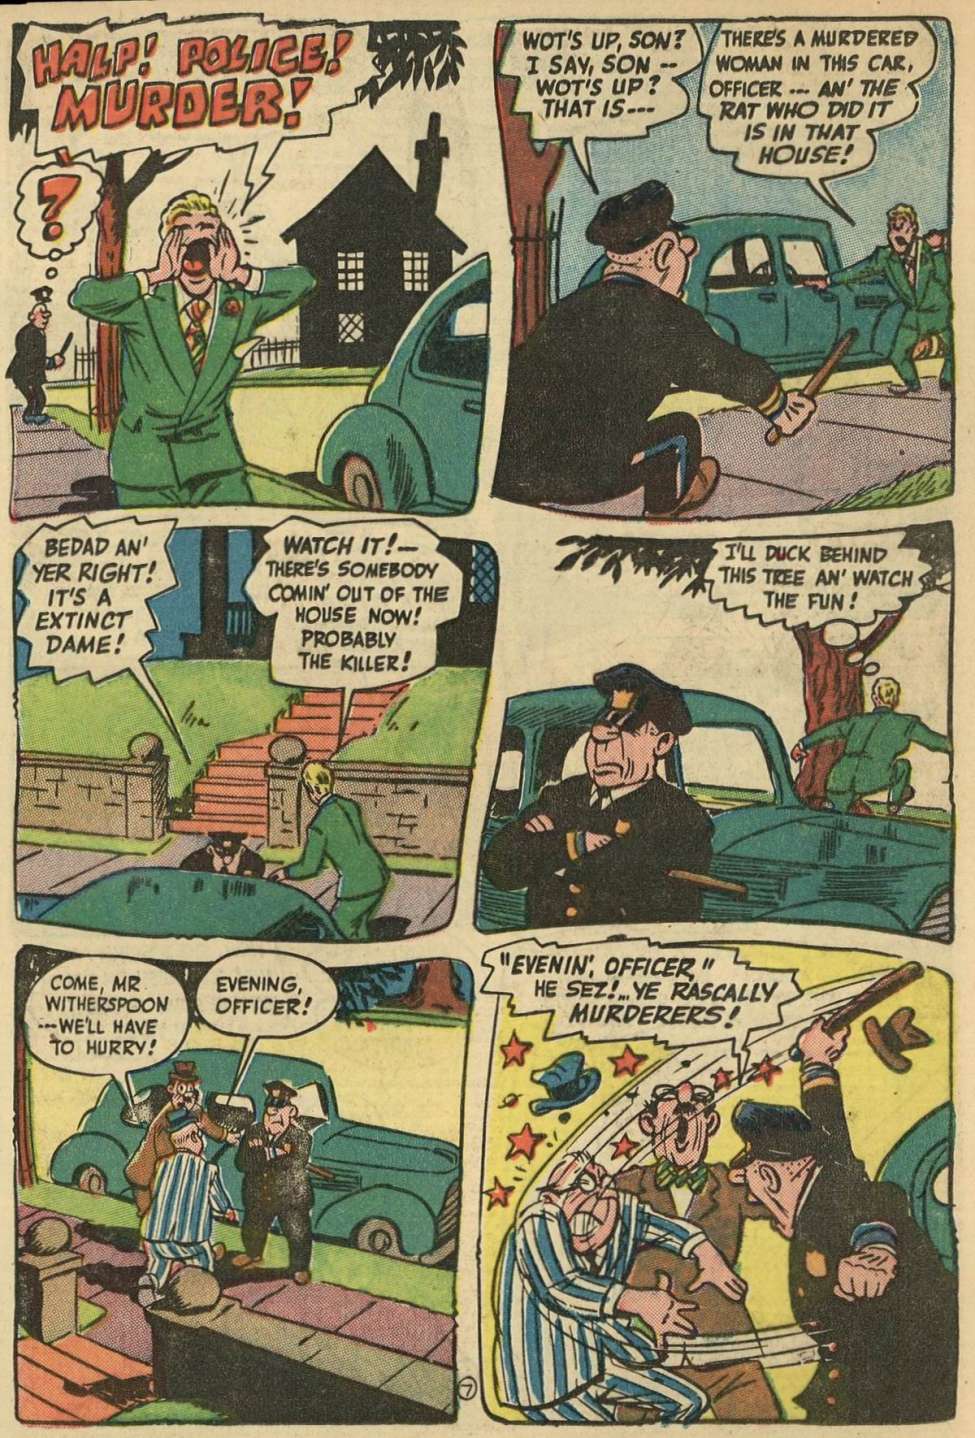 HALP! POLICE!
MURDER!
?
WOT'S UP, SON?
I SAY, SON --
WOT'S UP?
THAT IS---
THERE'S A MURDERED
WOMAN IN THIS CAR,
OFFICER --- AN' THE
RAT WHO DID IT
IS IN THAT
HOUSE!
BEDAD AN'
YER RIGHT!
IT'S A
EXTINCT
DAME!
WATCH IT!—
THERE'S SOMEBODY
COMIN' OUT OF THE
HOUSE NOW!
PROBABLY
THE KILLER!
I'LL DUCK BEHIND
THIS TREE AN' WATCH
THE FUN!
COME, MR
WITHERSPOON
---WE'LL HAVE
TO HURRY!
EVENING,
OFFICER!
"EVENIN', OFFICER,"
HE SEZ!...YE RASCALLY
MURDERERS!
7